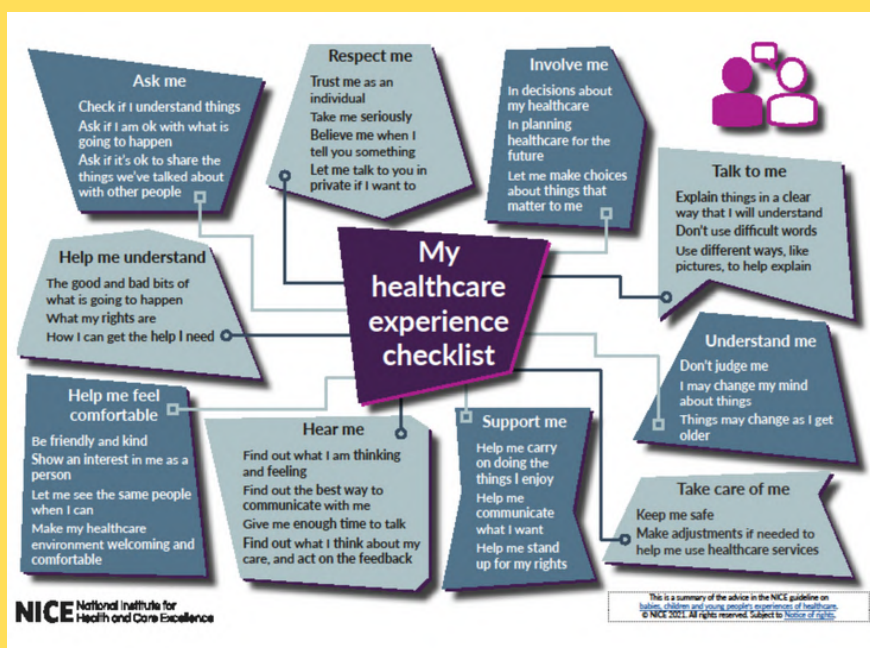 Ask me
Check if I understand things
Ask if I am ok with what is
going to happen
Ask if it's ok to share the
things we've talked about
with other people
Respect me
Trust me as an
individual
Take me seriously
Believe me when I
tell you something
Let me talk to you in
private if I want to
Involve me
In decisions about
my healthcare
In planning
healthcare for the
future
Let me make choices
about things that
matter to me
Talk to me
Explain things in a clear
way that I will understand
Don't use difficult words
Use different ways, like
pictures, to help explain
Help me understand
The good and bad bits of
what is going to happen
What my rights are
How I can get the help I need
My
healthcare
experience
checklist
Understand me
Don't judge me
I may change my mind
about things
Things may change as I get
older
Help me feel
comfortable
Be friendly and kind
Show an interest in me as a
person
Let me see the same people
when I can
Make my healthcare
environment welcoming and
comfortable
Hear me
Find out what I am thinking
and feeling
Find out the best way to
communicate with me
Give me enough time to talk
Find out what I think about my
care, and act on the feedback
Support me
Help me carry
on doing the
things I enjoy
Help me
communicate
what I want
Help me stand
up for my rights
Take care of me
Keep me safe
Make adjustments if needed to
help me use healthcare services
NICE National Institute for
Health and Care Excellence
This is a summary of the advice in the NICE guideline on
babies, children and young people's experiences of healthcare.
© NICE 2021. All rights reserved. Subject to Notice of rights.